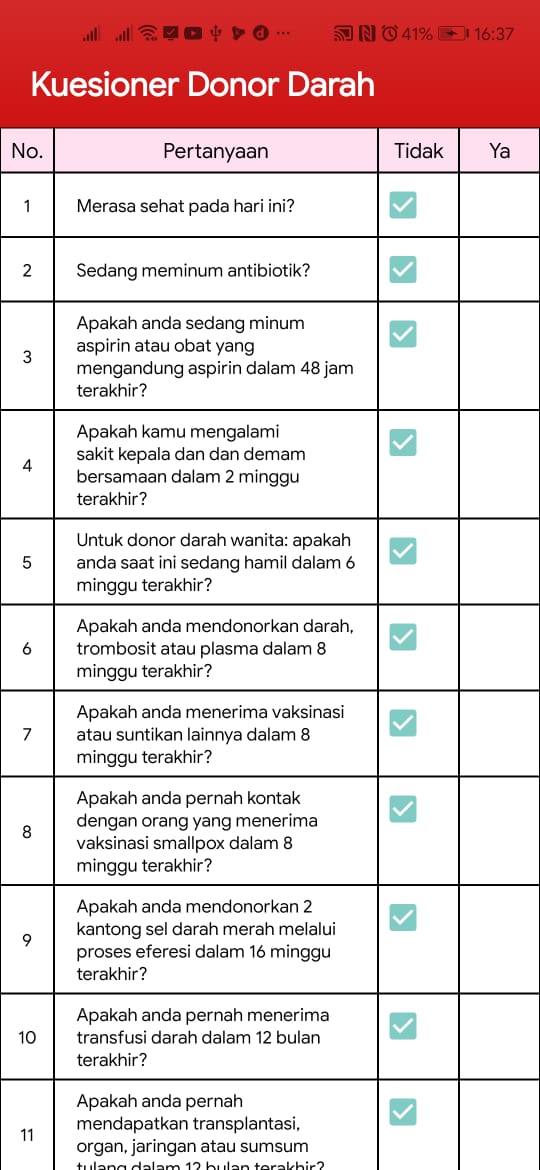 41% 16:37
Kuesioner Donor Darah
No. Pertanyaan Tidak Ya
1 Merasa sehat pada hari ini?
2 Sedang meminum antibiotik?
3 Apakah anda sedang minum
aspirin atau obat yang
mengandung aspirin dalam 48 jam
terakhir?
4 Apakah kamu mengalami
sakit kepala dan dan demam
bersamaan dalam 2 minggu
terakhir?
5 Untuk donor darah wanita: apakah
anda saat ini sedang hamil dalam 6
minggu terakhir?
6 Apakah anda mendonorkan darah,
trombosit atau plasma dalam 8
minggu terakhir?
7 Apakah anda menerima vaksinasi
atau suntikan lainnya dalam 8
minggu terakhir?
8 Apakah anda pernah kontak
dengan orang yang menerima
vaksinasi smallpox dalam 8
minggu terakhir?
9 Apakah anda mendonorkan 2
kantong sel darah merah melalui
proses eferesi dalam 16 minggu
terakhir?
10 Apakah anda pernah menerima
transfusi darah dalam 12 bulan
terakhir?
11 Apakah anda pernah
mendapatkan transplantasi,
organ, jaringan atau sumsum
tulang dalam 12 bulan terakhir?